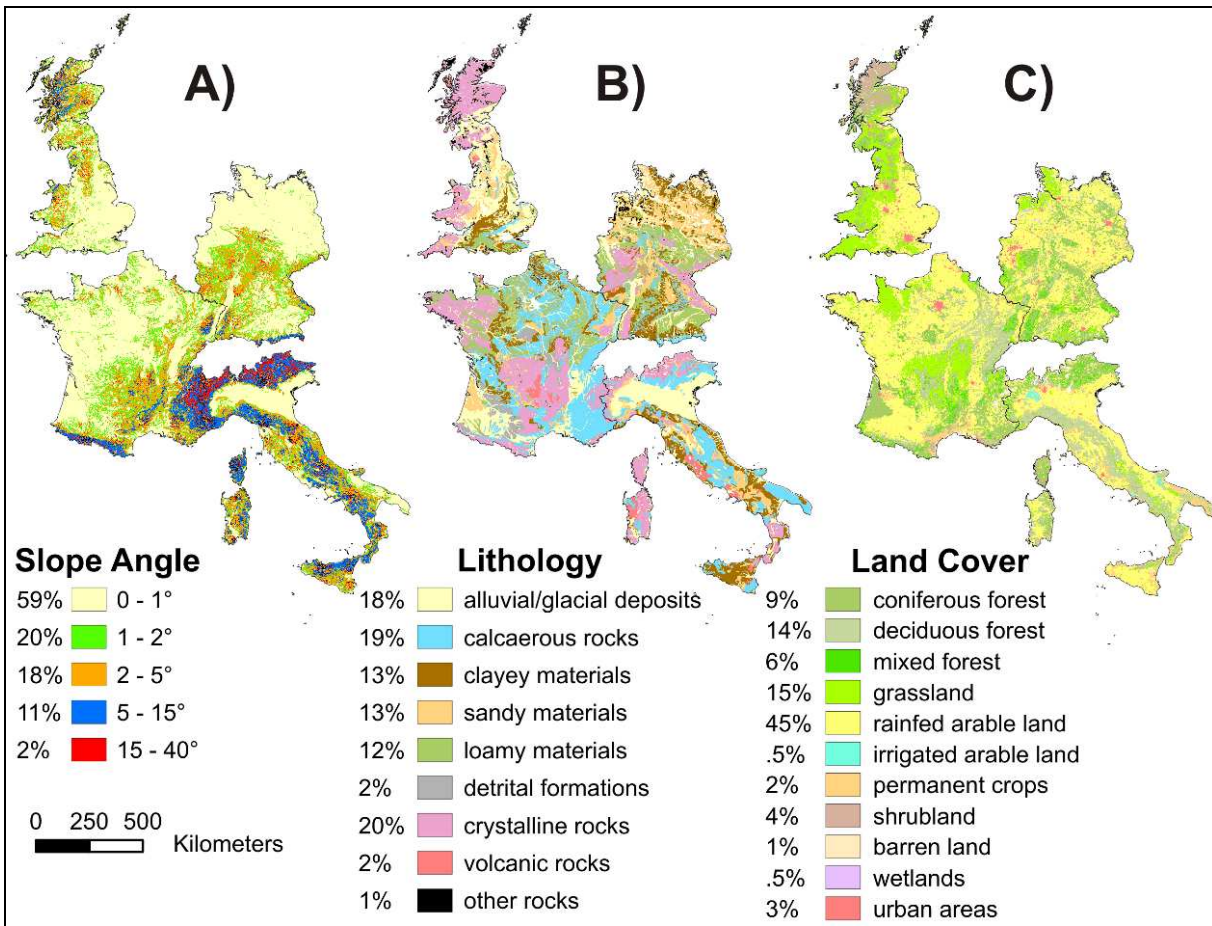 A)
B)
C)
Slope Angle
59% 0 - 1°
20% 1 - 2°
18% 2 - 5°
11% 5 - 15°
2% 15 - 40°
0 250 500
Kilometers
Lithology
18% alluvial/glacial deposits
19% calcaerous rocks
13% clayey materials
13% sandy materials
12% loamy materials
2% detrital formations
20% crystalline rocks
2% volcanic rocks
1% other rocks
Land Cover
9% coniferous forest
14% deciduous forest
6% mixed forest
15% grassland
45% rainfed arable land
.5% irrigated arable land
2% permanent crops
4% shrubland
1% barren land
.5% wetlands
3% urban areas